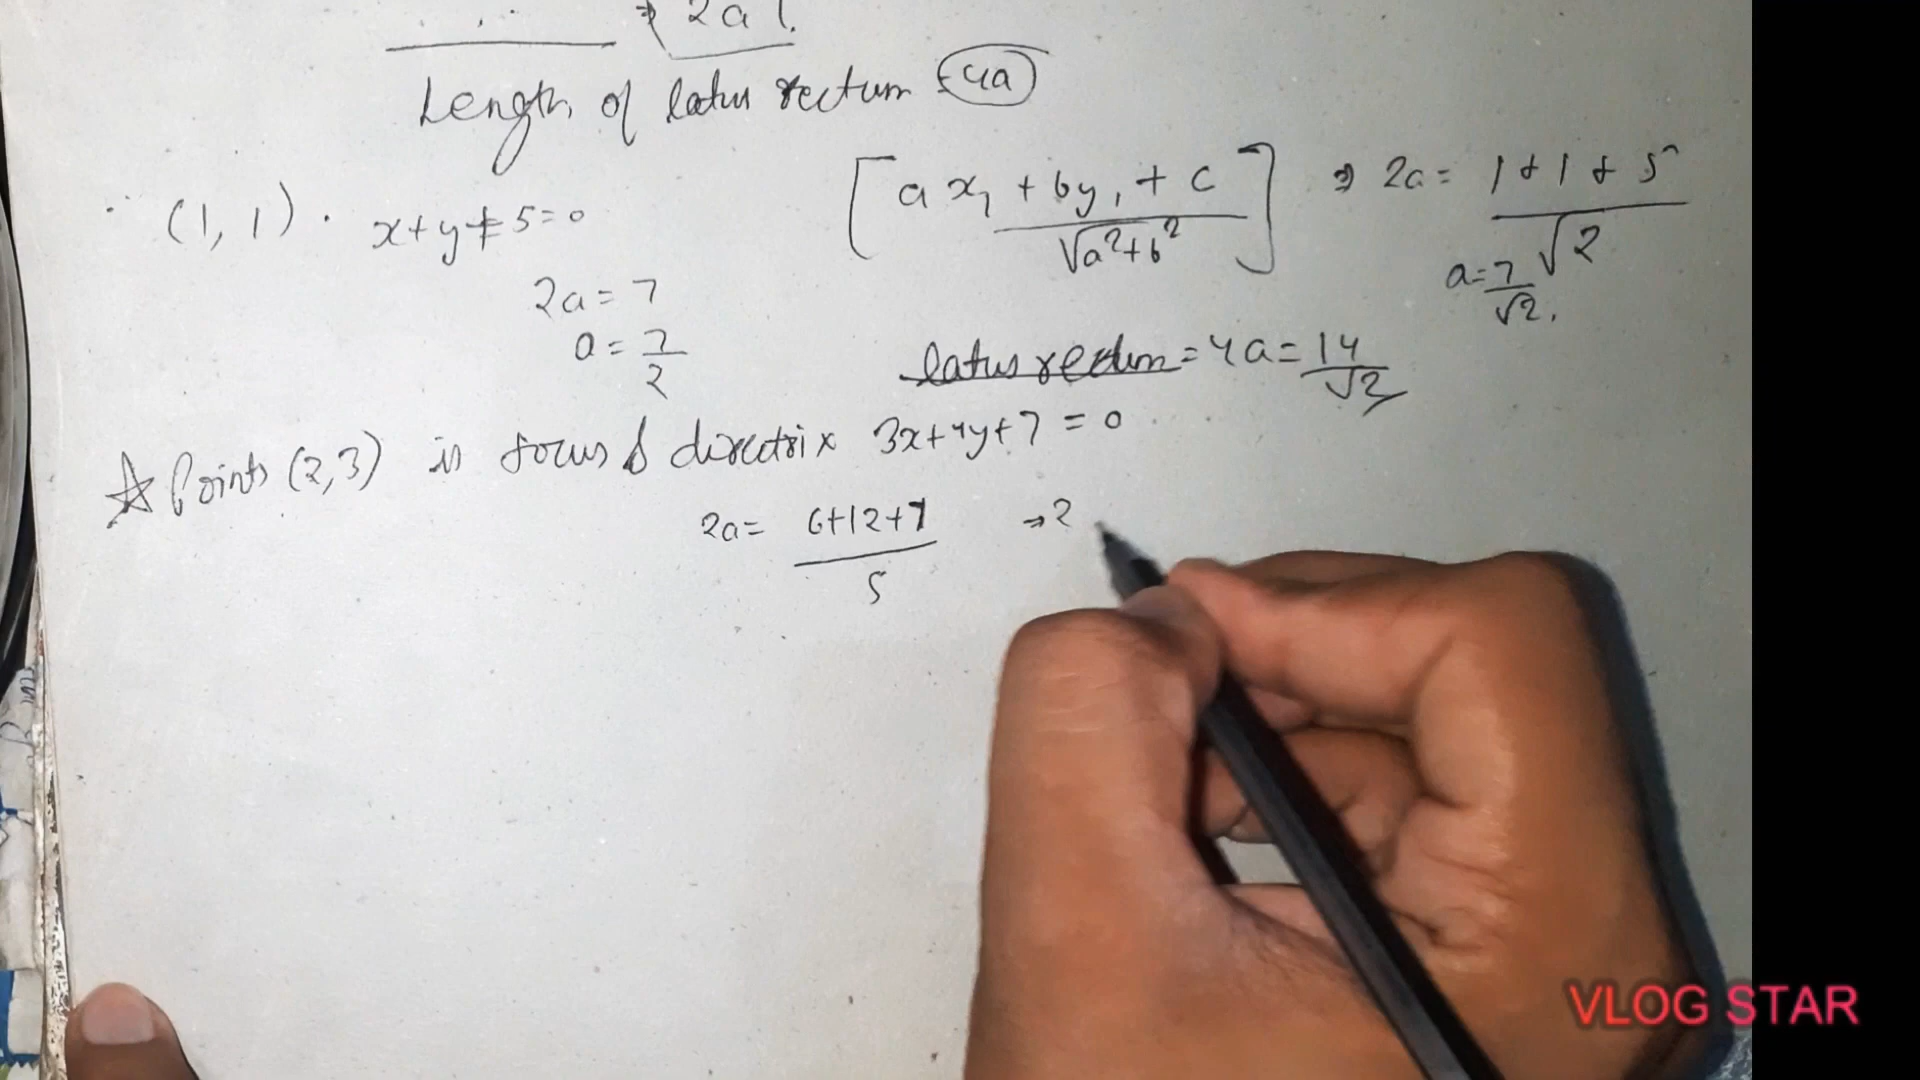 ⇒ 2a
Length of latus rectum = 4a
(1, 1). x+y+5=0
[ax₁ + by₁ + c / √a²+b²] ⇒ 2a = 1+1+5 / √2
2a = 7
a = 7/2
a = 7/√2.
latus rectum = 4a = 14/√2
☆ Points (2,3) is focus & directrix 3x+4y+7 = 0
2a = 6+12+7 / 5 → 2
VLOG STAR